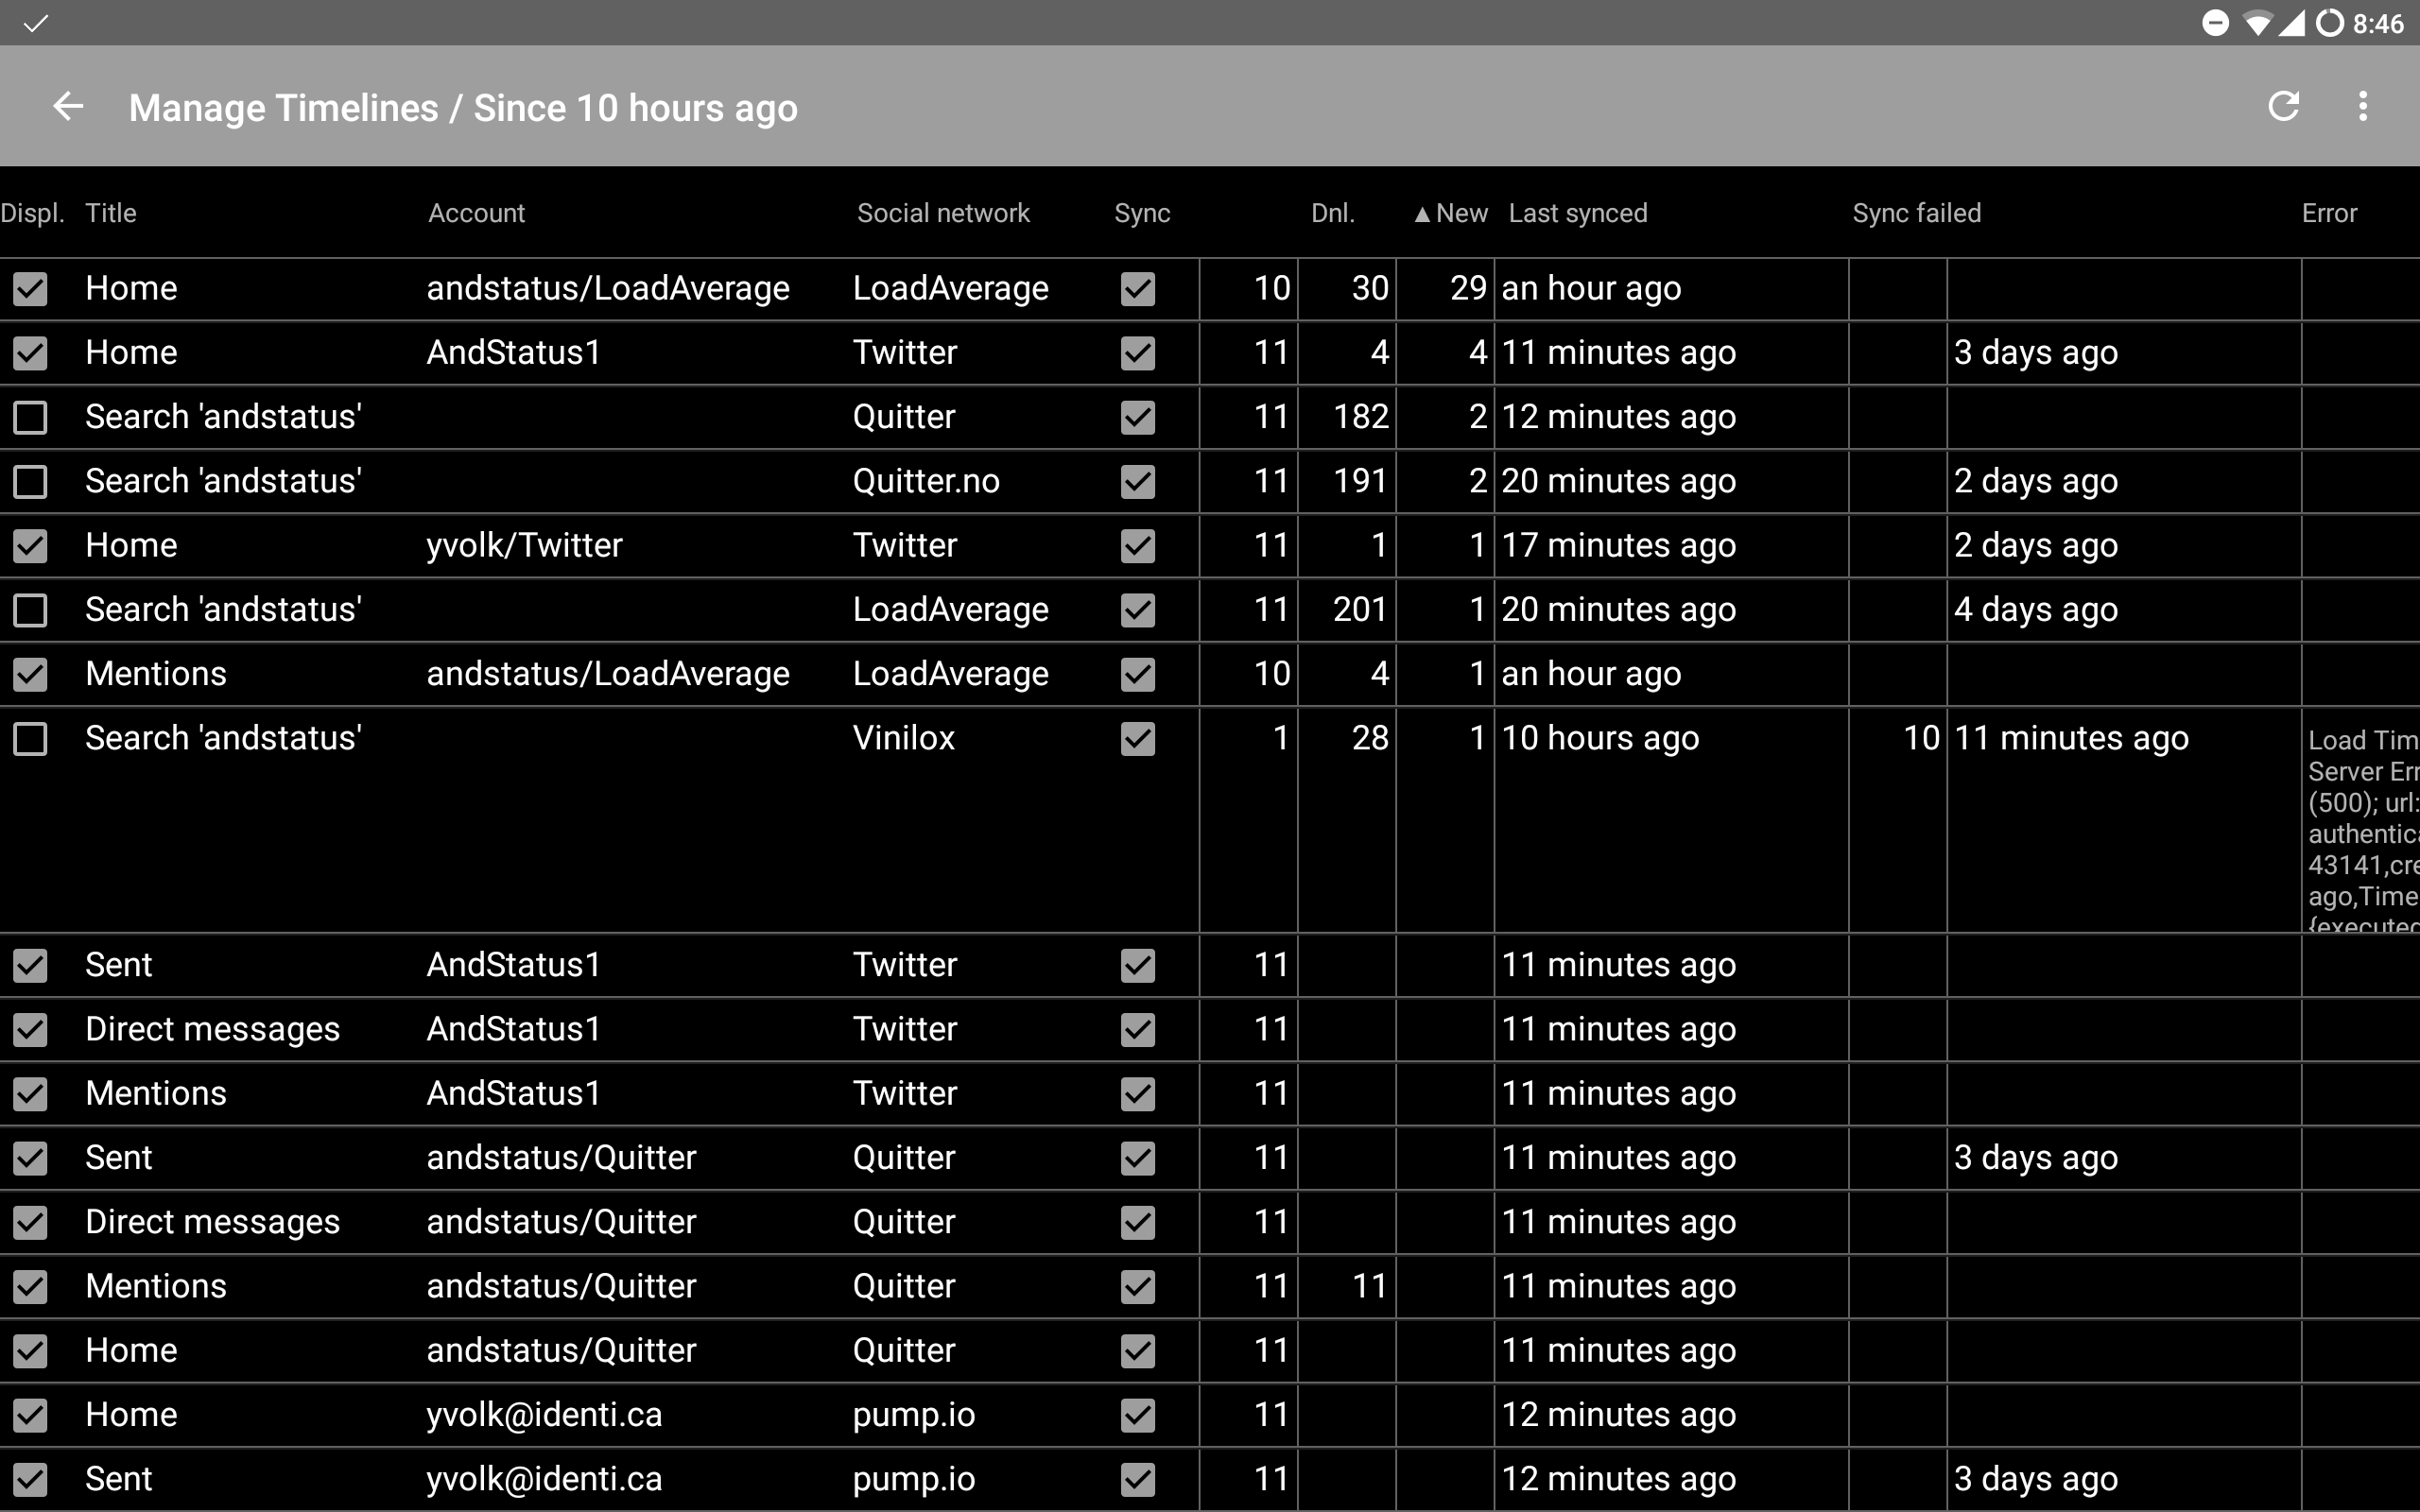 8:46
Manage Timelines / Since 10 hours ago
Displ. Title Account Social network Sync Dnl. ▲New Last synced Sync failed Error
Home andstatus/LoadAverage LoadAverage 10 30 29 an hour ago
Home AndStatus1 Twitter 11 4 4 11 minutes ago 3 days ago
Search 'andstatus' Quitter 11 182 2 12 minutes ago
Search 'andstatus' Quitter.no 11 191 2 20 minutes ago 2 days ago
Home yvolk/Twitter Twitter 11 1 1 17 minutes ago 2 days ago
Search 'andstatus' LoadAverage 11 201 1 20 minutes ago 4 days ago
Mentions andstatus/LoadAverage LoadAverage 10 4 1 an hour ago
Search 'andstatus' Vinilox 1 28 1 10 hours ago 10 11 minutes ago
Load Tim
Server Err
(500); url:
authentica
43141,cre
ago,Time
{executed
Sent AndStatus1 Twitter 11 11 minutes ago
Direct messages AndStatus1 Twitter 11 11 minutes ago
Mentions AndStatus1 Twitter 11 11 minutes ago
Sent andstatus/Quitter Quitter 11 11 minutes ago 3 days ago
Direct messages andstatus/Quitter Quitter 11 11 minutes ago
Mentions andstatus/Quitter Quitter 11 11 11 minutes ago
Home andstatus/Quitter Quitter 11 11 minutes ago
Home yvolk@identi.ca pump.io 11 12 minutes ago
Sent yvolk@identi.ca pump.io 11 12 minutes ago 3 days ago